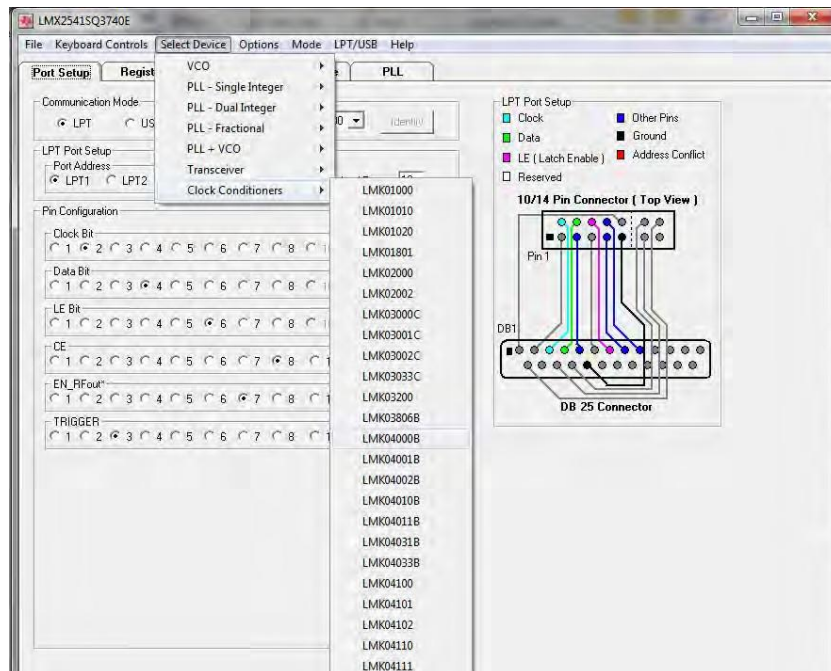 LMX2541SQ3740E
File Keyboard Controls Select Device Options Mode LPT/USB Help
Port Setup Regist PLL
VCO
PLL - Single Integer
PLL - Dual Integer
PLL - Fractional
PLL + VCO
Transceiver
Clock Conditioners
Communication Mode
LPT US
Identify
LPT Port Setup
Port Address
LPT1 LPT2
Pin Configuration
Clock Bit
1 2 3 4 5 6 7 8
Data Bit
1 2 3 4 5 6 7 8
LE Bit
1 2 3 4 5 6 7 8
CE
1 2 3 4 5 6 7 8 1
EN_RFout*
1 2 3 4 5 6 7 8 1
TRIGGER
1 2 3 4 5 6 7 8 1
LMK01000
LMK01010
LMK01020
LMK01801
LMK02000
LMK02002
LMK03000C
LMK03001C
LMK03002C
LMK03033C
LMK03200
LMK03806B
LMK04000B
LMK04001B
LMK04002B
LMK04010B
LMK04011B
LMK04031B
LMK04033B
LMK04100
LMK04101
LMK04102
LMK04110
LMK04111
LPT Port Setup
Clock Other Pins
Data Ground
LE ( Latch Enable ) Address Conflict
Reserved
10/14 Pin Connector ( Top View )
Pin 1
DB1
DB 25 Connector